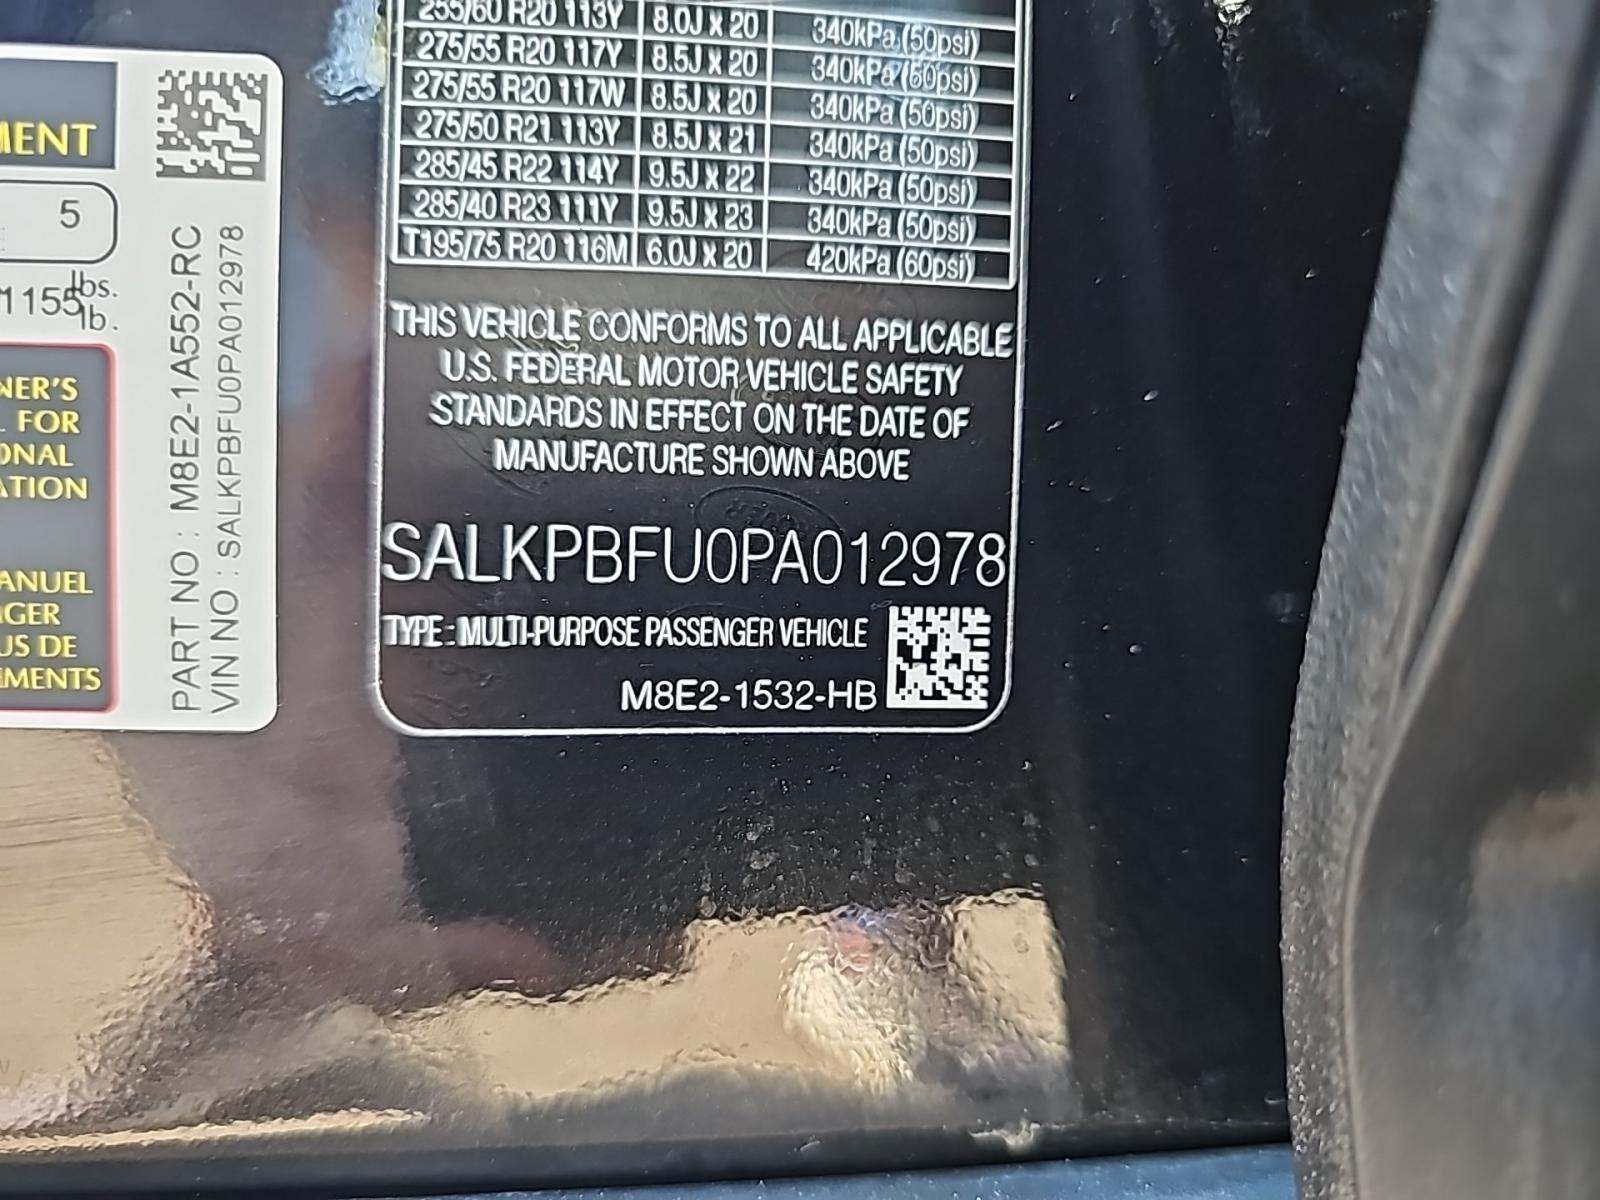 MENT
5
M 155 lbs.
lb.
NER'S
L FOR
ONAL
ATION
ANUEL
GER
US DE
EMENTS
PART NO : M8E2-1A552-RC
VIN NO : SALKPBFU0PA012978
255/60 R20 113Y 8.0J x 20 340kPa (50psi)
275/55 R20 117Y 8.5J x 20 340kPa (50psi)
275/55 R20 117W 8.5J x 20 340kPa (50psi)
275/50 R21 113Y 8.5J x 21 340kPa (50psi)
285/45 R22 114Y 9.5J x 22 340kPa (50psi)
285/40 R23 111Y 9.5J x 23 340kPa (50psi)
T195/75 R20 116M 6.0J x 20 420kPa (60psi)
THIS VEHICLE CONFORMS TO ALL APPLICABLE
U.S. FEDERAL MOTOR VEHICLE SAFETY
STANDARDS IN EFFECT ON THE DATE OF
MANUFACTURE SHOWN ABOVE
SALKPBFU0PA012978
TYPE : MULTI-PURPOSE PASSENGER VEHICLE
M8E2-1532-HB